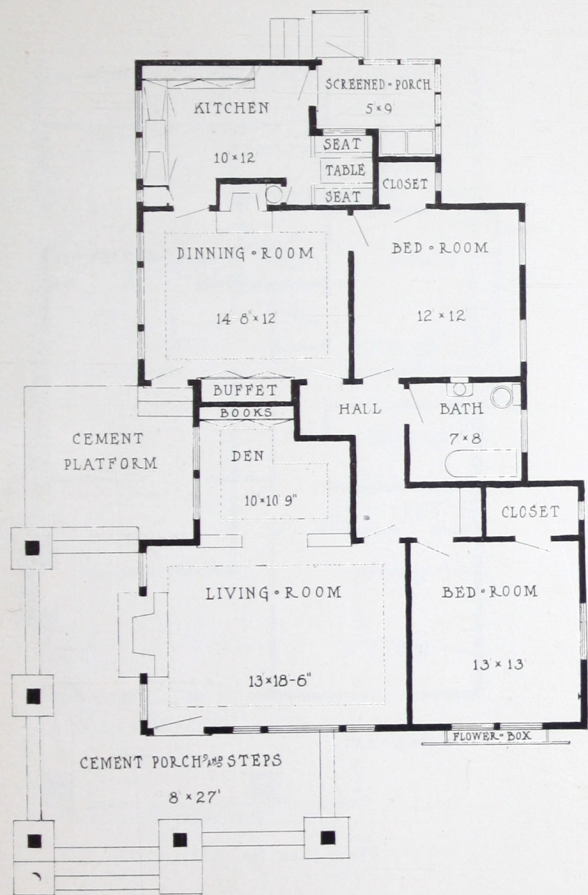 SCREENED-PORCH
5×9
KITCHEN
10×12
SEAT
TABLE
SEAT
CLOSET
DINNING-ROOM
14-8"×12
BED-ROOM
12×12
BUFFET
BOOKS
HALL
BATH
7×8
CEMENT
PLATFORM
DEN
10×10'9"
CLOSET
LIVING-ROOM
13×18-6"
BED-ROOM
13×13
FLOWER-BOX
CEMENT PORCH AND STEPS
8×27'